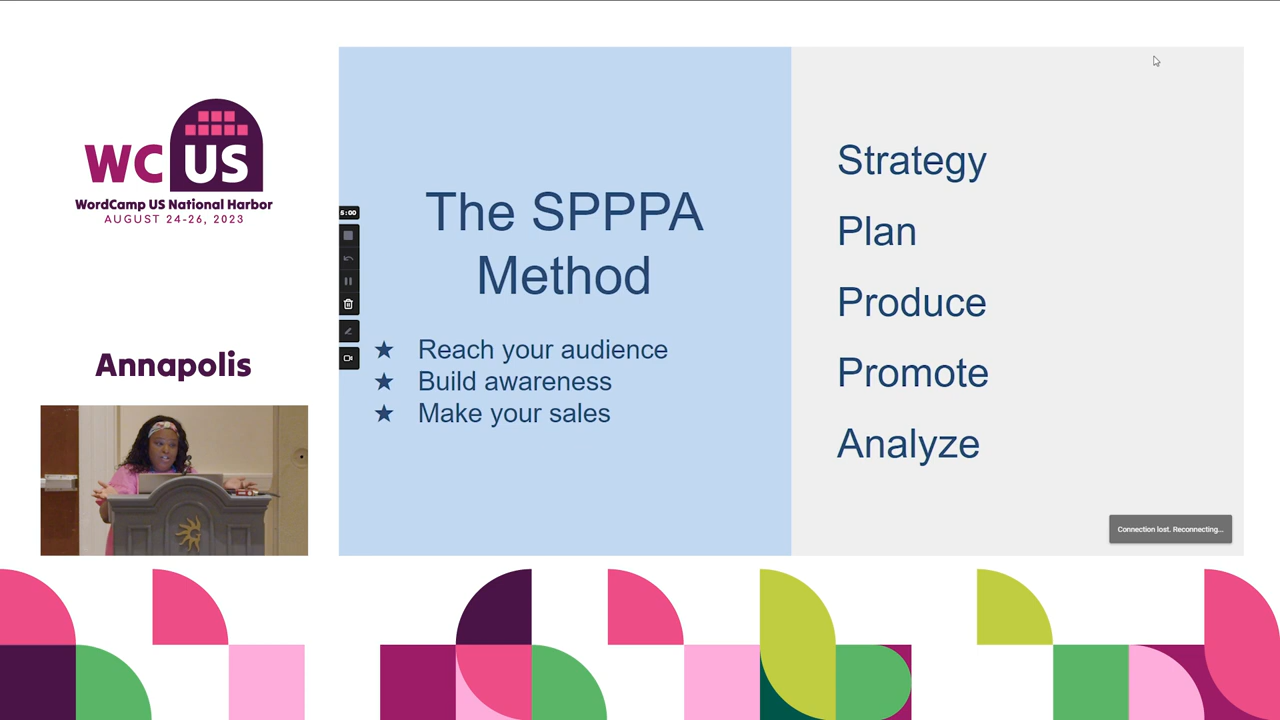 WC US
WordCamp US National Harbor
AUGUST 24-26, 2023
Annapolis
The SPPPA
Method
★ Reach your audience
★ Build awareness
★ Make your sales
5:00
Strategy
Plan
Produce
Promote
Analyze
Connection lost. Reconnecting...